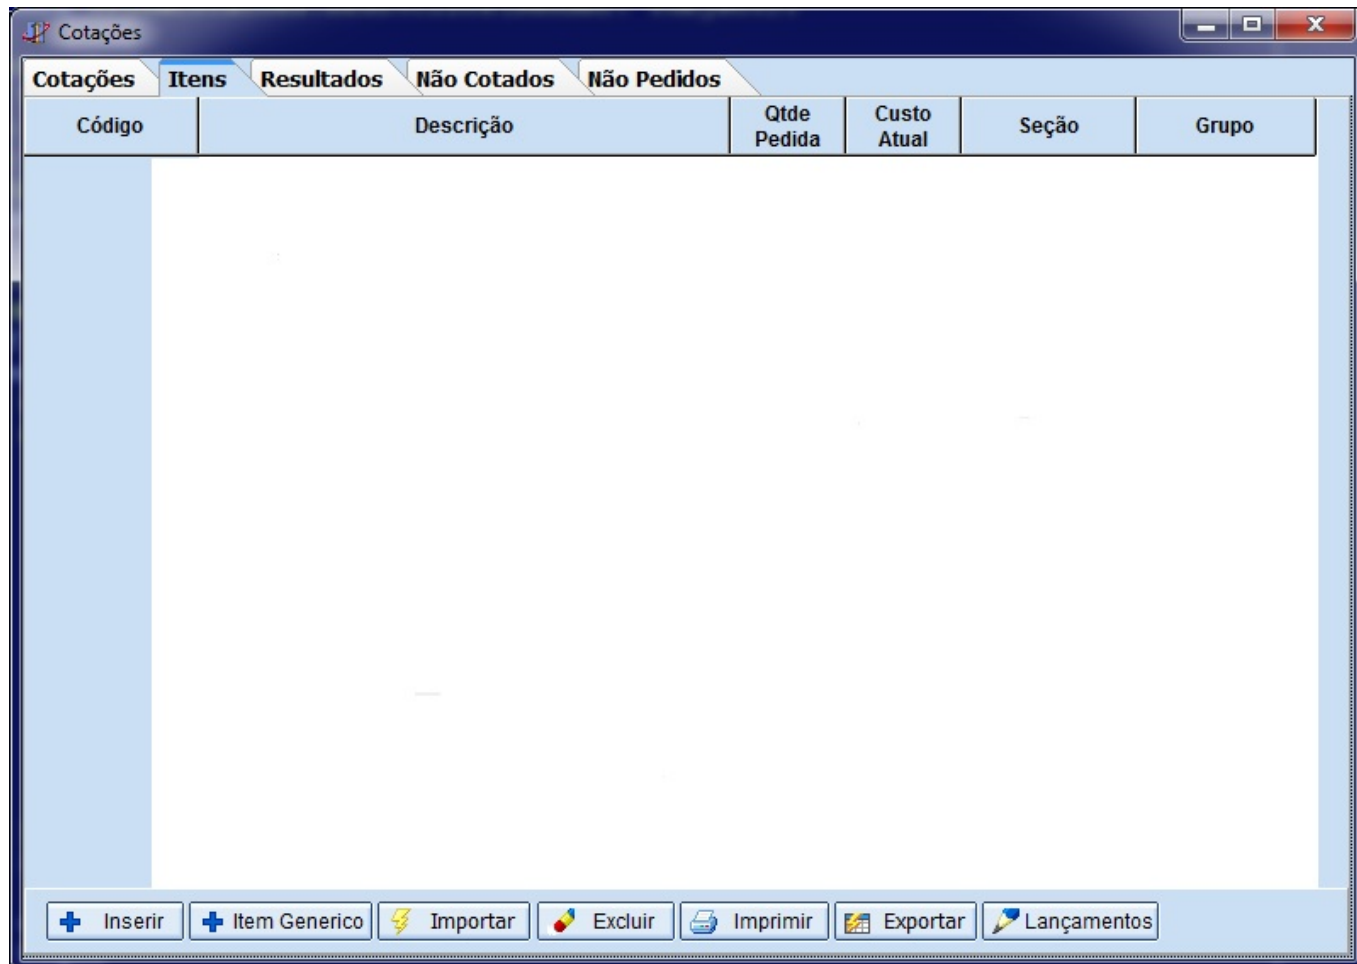 Cotações
Cotações Itens Resultados Não Cotados Não Pedidos
Código Descrição Qtde Pedida Custo Atual Seção Grupo
Inserir Item Generico Importar Excluir Imprimir Exportar Lançamentos